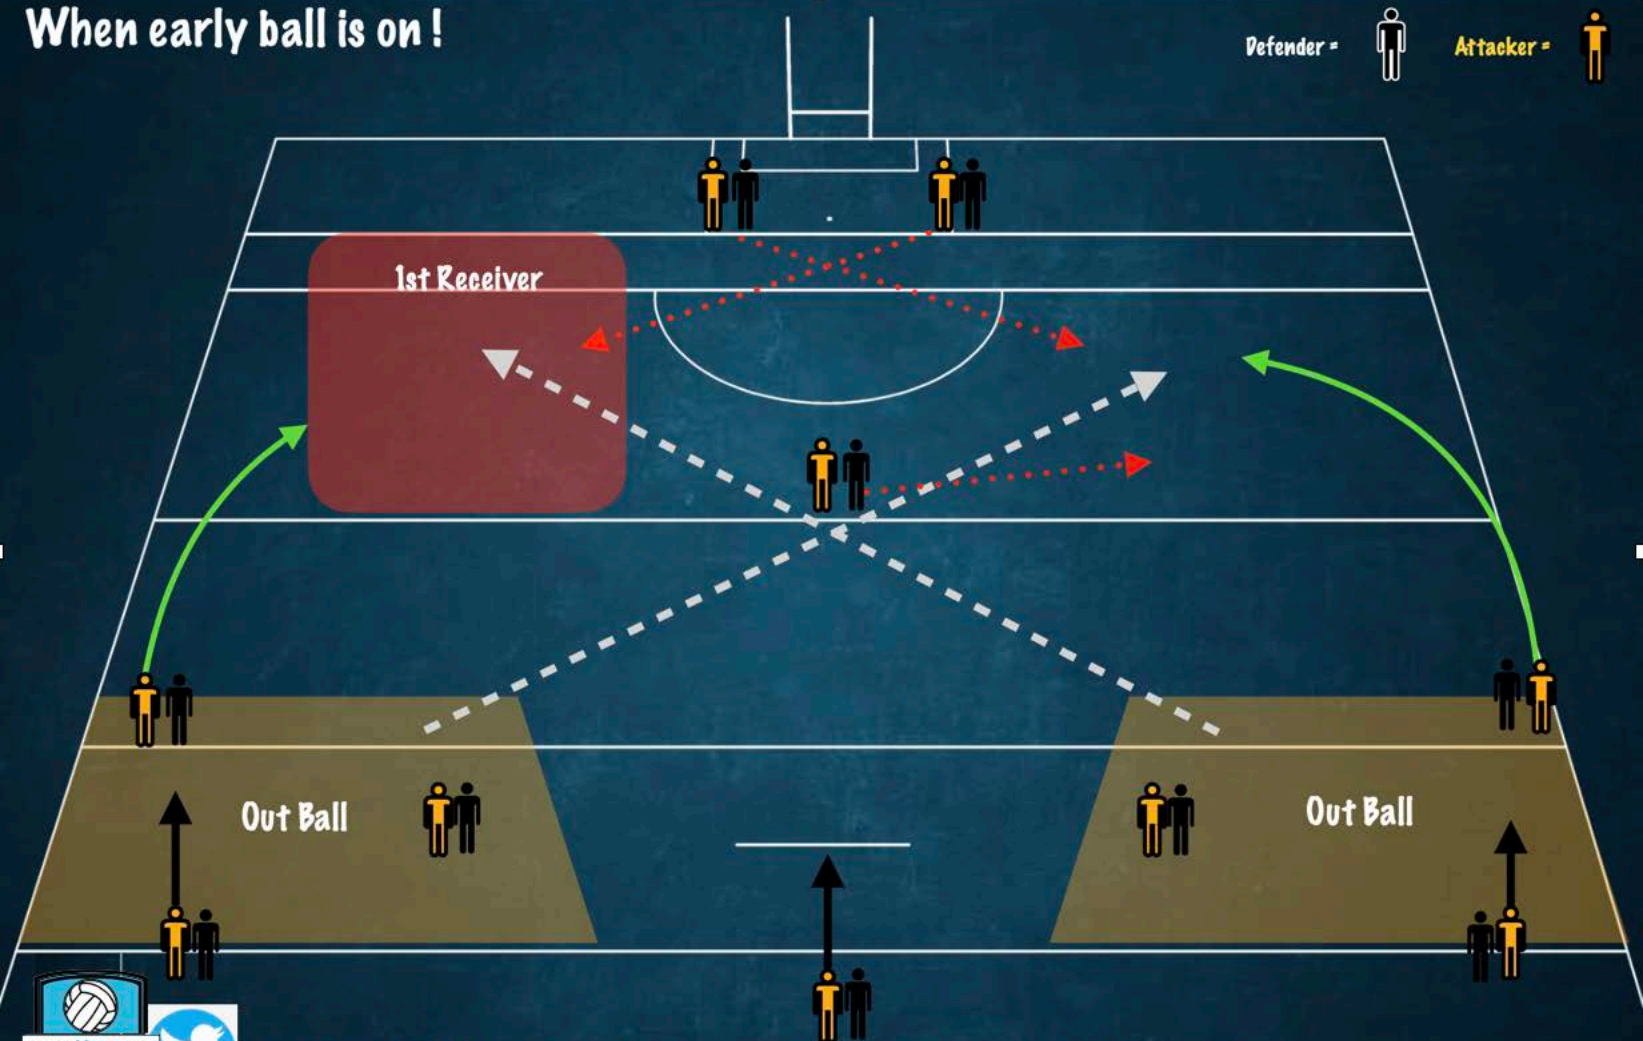 When early ball is on !
Defender =
Attacker =
1st Receiver
Out Ball
Out Ball